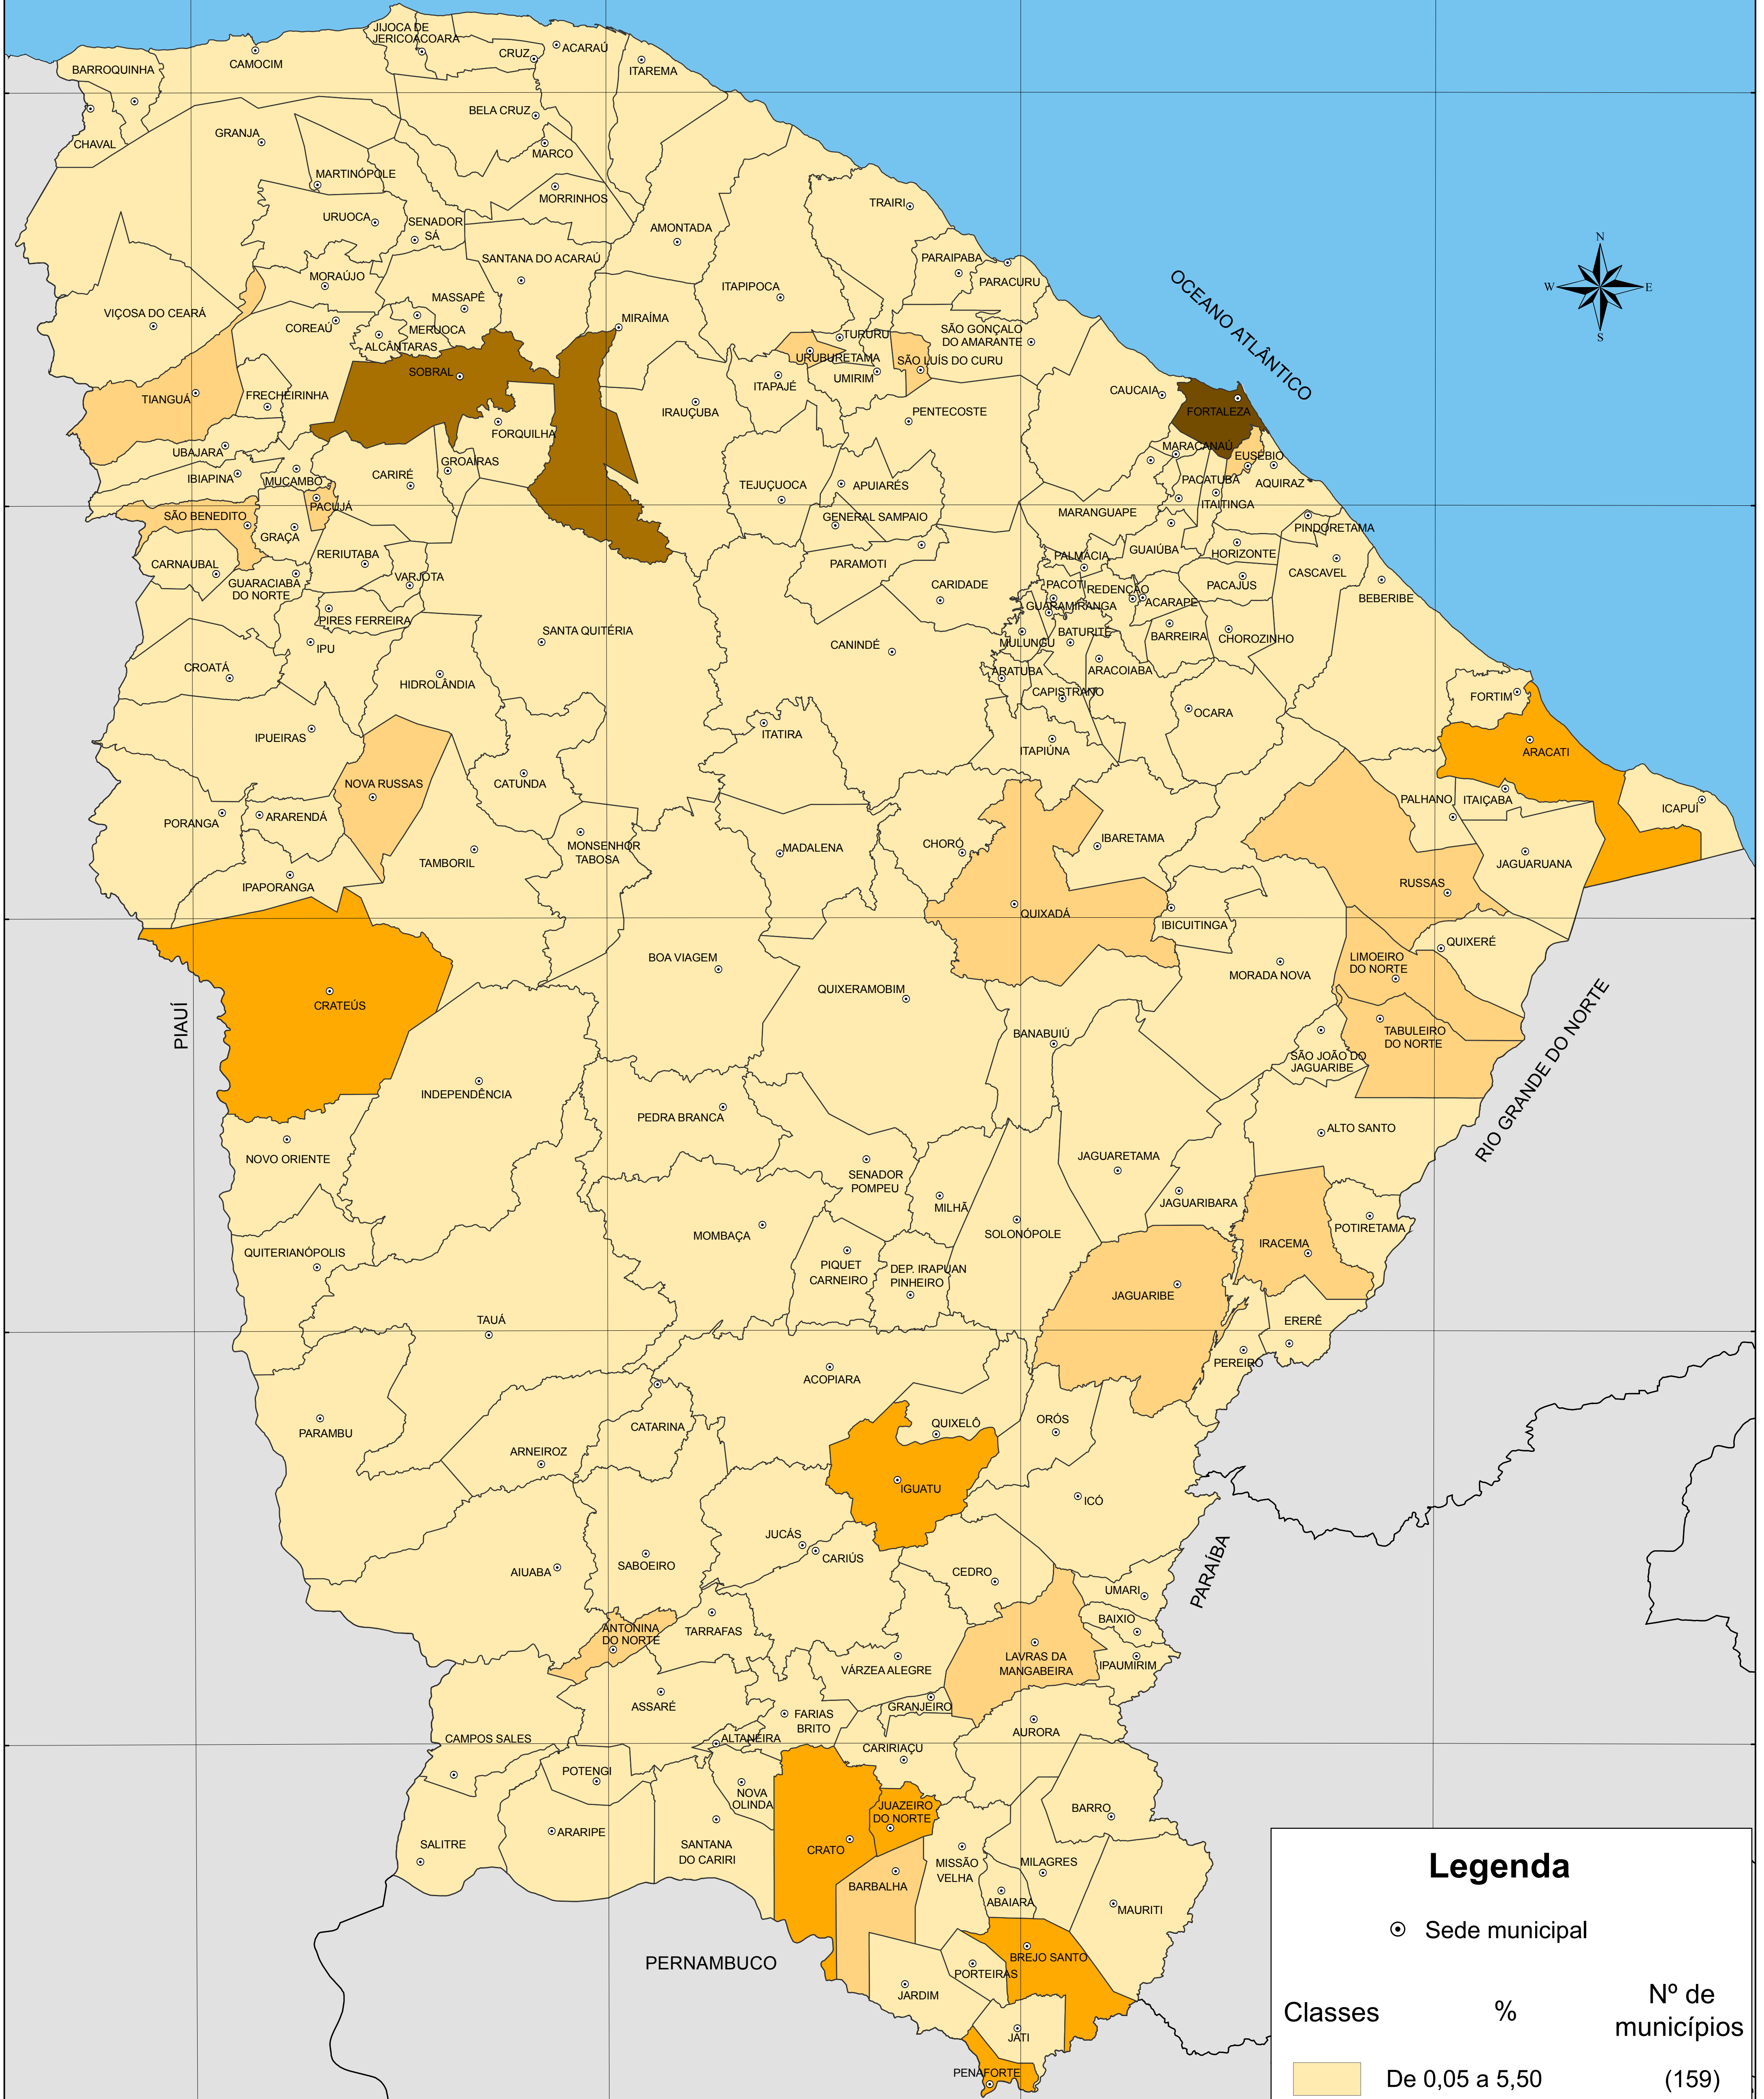 JIJOCA DE
JERICOACOARA
CRUZ
ACARAÚ
BARROQUINHA
CAMOCIM
ITAREMA
BELA CRUZ
GRANJA
CHAVAL
MARCO
MARTINÓPOLE
MORRINHOS
TRAIRI
URUOCA
SENADOR
SÁ
AMONTADA
N
SANTANA DO ACARAÚ
PARAIPABA
MORAÚJO
PARACURU
ITAPIPOCA
W
E
MASSAPÊ
VIÇOSA DO CEARÁ
MIRAÍMA
COREAÚ
MERUOCA
SÃO GONÇALO
DO AMARANTE
TURURU
S
OCEANO ATLÂNTICO
ALCÂNTARAS
URUBURETAMA
SÃO LUÍS DO CURU
SOBRAL
UMIRIM
ITAPAJÉ
CAUCAIA
TIANGUÁ
FRECHEIRINHA
IRAUÇUBA
PENTECOSTE
FORTALEZA
FORQUILHA
MARACANAÚ
UBAJARA
EUSÉBIO
GROAÍRAS
CARIRÉ
IBIAPINA
MUCAMBO
PACATUBA
AQUIRAZ
TEJUÇUOCA
APUIARÉS
ITAITINGA
PACUJÁ
MARANGUAPE
SÃO BENEDITO
GENERAL SAMPAIO
PINDORETAMA
GRAÇA
GUAIÚBA
RERIUTABA
HORIZONTE
PALMÁCIA
CARNAUBAL
PARAMOTI
CASCAVEL
VARJOTA
GUARACIABA
DO NORTE
CARIDADE
PACOTI
REDENÇÃO
PACAJUS
BEBERIBE
ACARAPE
GUARAMIRANGA
PIRES FERREIRA
SANTA QUITÉRIA
BATURITÉ
BARREIRA
CHOROZINHO
IPU
CANINDÉ
MULUNGU
CROATÁ
ARATUBA
ARACOIABA
HIDROLÂNDIA
CAPISTRANO
FORTIM
OCARA
IPUEIRAS
ITATIRA
ITAPIÚNA
ARACATI
NOVA RUSSAS
CATUNDA
PALHANO
ITAIÇABA
ICAPUÍ
PORANGA
ARARENDÁ
IBARETAMA
MONSENHOR
TABOSA
MADALENA
CHORÓ
TAMBORIL
JAGUARUANA
IPAPORANGA
RUSSAS
QUIXADÁ
IBICUITINGA
QUIXERÉ
BOA VIAGEM
LIMOEIRO
DO NORTE
MORADA NOVA
QUIXERAMOBIM
CRATEÚS
PIAUÍ
BANABUIÚ
TABULEIRO
DO NORTE
RIO GRANDE DO NORTE
SÃO JOÃO DO
JAGUARIBE
INDEPENDÊNCIA
PEDRA BRANCA
ALTO SANTO
NOVO ORIENTE
JAGUARETAMA
SENADOR
POMPEU
JAGUARIBARA
MILHÃ
POTIRETAMA
MOMBAÇA
SOLONÓPOLE
IRACEMA
QUITERIANÓPOLIS
PIQUET
CARNEIRO
DEP. IRAPUAN
PINHEIRO
JAGUARIBE
TAUÁ
ERERÊ
PEREIRO
ACOPIARA
QUIXELÔ
ORÓS
PARAMBU
CATARINA
ARNEIROZ
IGUATU
ICÓ
JUCÁS
CARIÚS
SABOEIRO
AIUABA
CEDRO
PARAÍBA
UMARI
BAIXIO
ANTONINA
DO NORTE
TARRAFAS
LAVRAS DA
MANGABEIRA
IPAUMIRIM
VÁRZEA ALEGRE
ASSARÉ
GRANJEIRO
FARIAS
BRITO
AURORA
CAMPOS SALES
ALTANEIRA
CARIRIAÇU
POTENGI
NOVA
OLINDA
JUAZEIRO
DO NORTE
BARRO
ARARIPE
SALITRE
SANTANA
DO CARIRI
CRATO
MISSÃO
VELHA
MILAGRES
BARBALHA
ABAIARA
MAURITI
PERNAMBUCO
BREJO SANTO
PORTEIRAS
JARDIM
JATI
PENAFORTE
Legenda
Sede municipal
Classes % Nº de
municípios
De 0,05 a 5,50 (159)